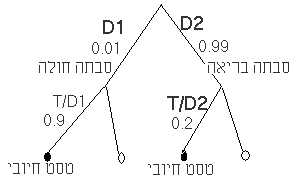 D1 D2
0.01 0.99
סבתה חולה סבתה בריאה
T/D1 T/D2
0.9 0.2
טסט חיובי טסט חיובי